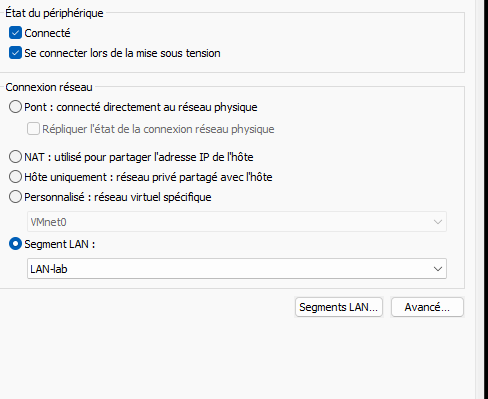 État du périphérique
Connecté
Se connecter lors de la mise sous tension
Connexion réseau
Pont : connecté directement au réseau physique
Répliquer l'état de la connexion réseau physique
NAT : utilisé pour partager l'adresse IP de l'hôte
Hôte uniquement : réseau privé partagé avec l'hôte
Personnalisé : réseau virtuel spécifique
VMnet0
Segment LAN :
LAN-lab
Segments LAN... Avancé...